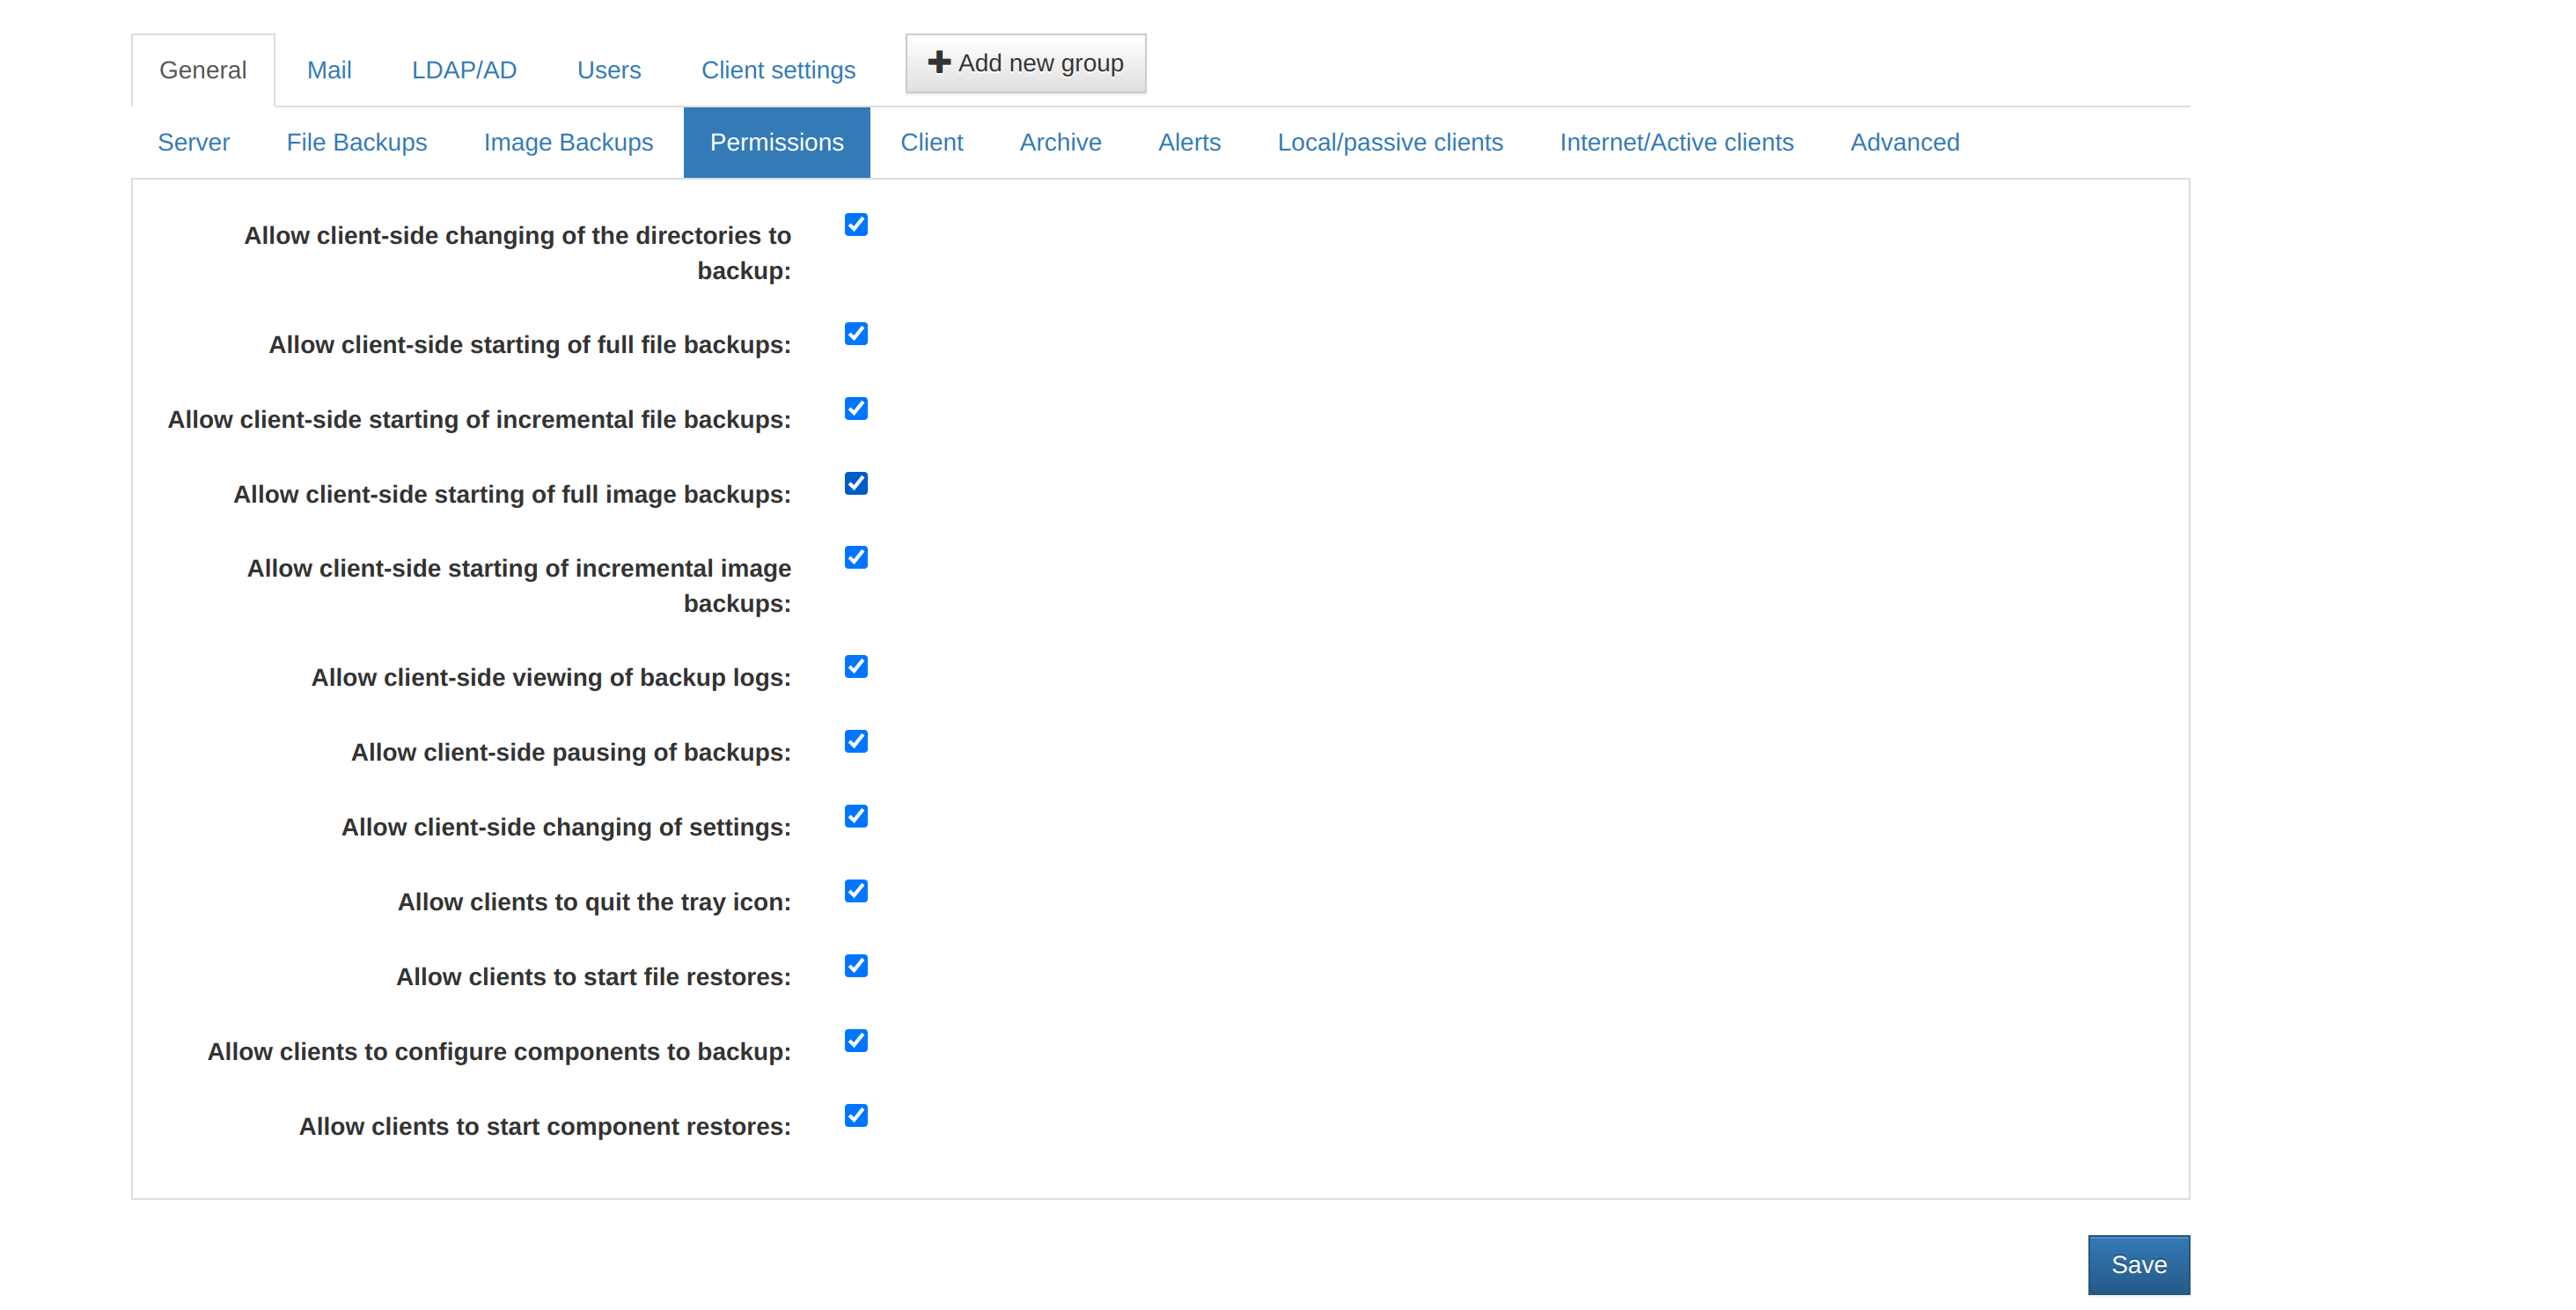 General Mail LDAP/AD Users Client settings Add new group
Server File Backups Image Backups Permissions Client Archive Alerts Local/passive clients Internet/Active clients Advanced
Allow client-side changing of the directories to
backup:
Allow client-side starting of full file backups:
Allow client-side starting of incremental file backups:
Allow client-side starting of full image backups:
Allow client-side starting of incremental image
backups:
Allow client-side viewing of backup logs:
Allow client-side pausing of backups:
Allow client-side changing of settings:
Allow clients to quit the tray icon:
Allow clients to start file restores:
Allow clients to configure components to backup:
Allow clients to start component restores:
Save